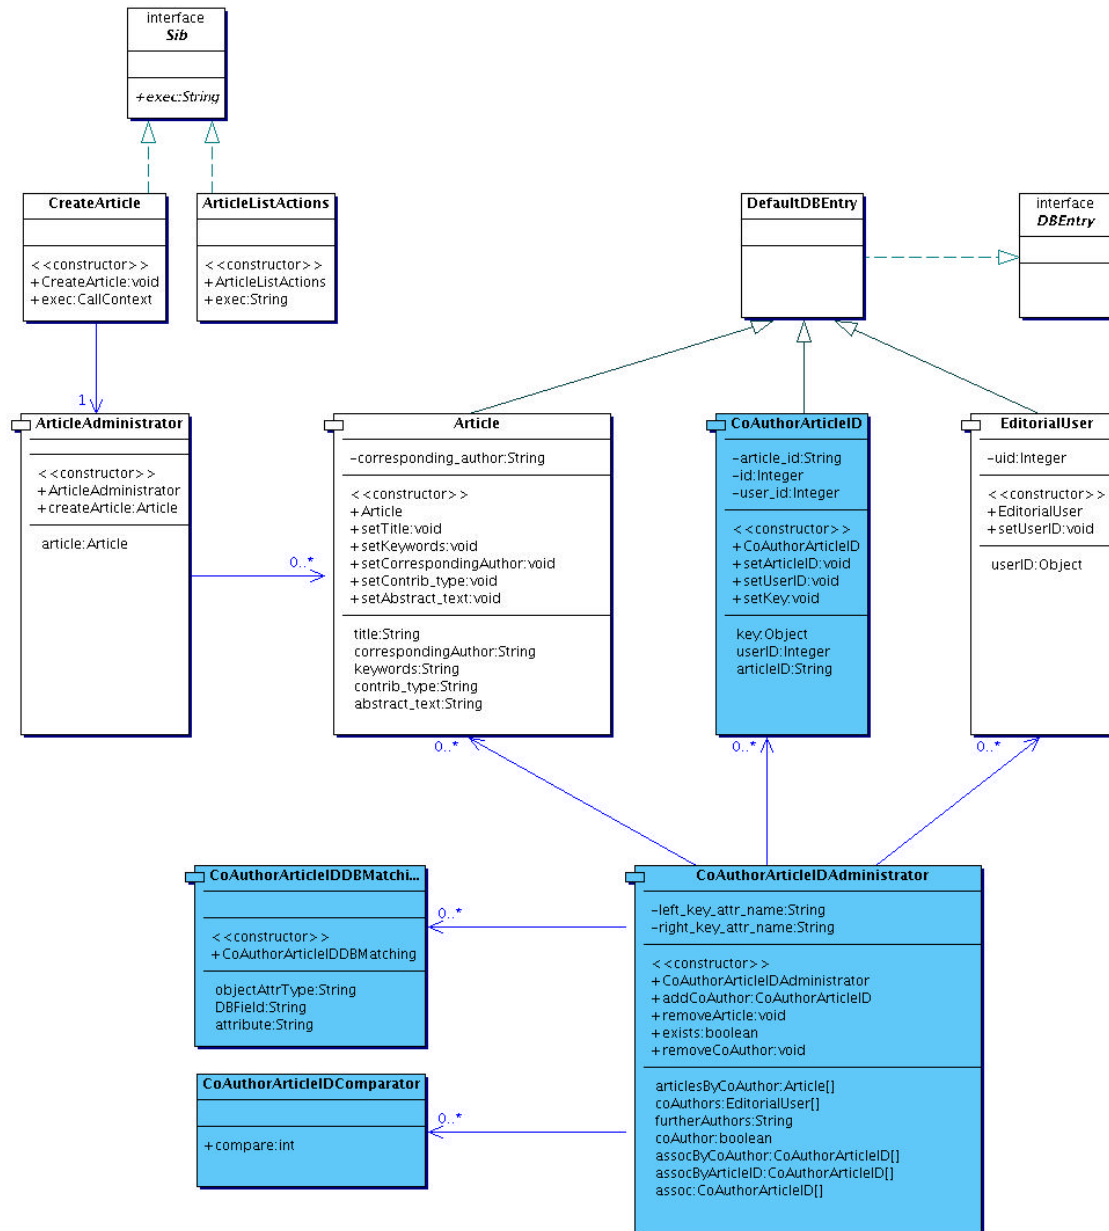 interface
Sib
+exec:String
CreateArticle
<<constructor>>
+CreateArticle:void
+exec:CallContext
ArticleListActions
<<constructor>>
+ArticleListActions
+exec:String
DefaultDBEntry
interface
DBEntry
1
ArticleAdministrator
<<constructor>>
+ArticleAdministrator
+createArticle:Article
article:Article
0..*
Article
-corresponding_author:String
<<constructor>>
+Article
+setTitle:void
+setKeywords:void
+setCorrespondingAuthor:void
+setContrib_type:void
+setAbstract_text:void
title:String
correspondingAuthor:String
keywords:String
contrib_type:String
abstract_text:String
CoAuthorArticleID
-article_id:String
-id:Integer
-user_id:Integer
<<constructor>>
+CoAuthorArticleID
+setArticleID:void
+setUserID:void
+setKey:void
key:Object
userID:Integer
articleID:String
EditorialUser
-uid:Integer
<<constructor>>
+EditorialUser
+setUserID:void
userID:Object
0..*
0..*
0..*
CoAuthorArticleIDDBMatchi...
<<constructor>>
+CoAuthorArticleIDDBMatching
objectAttrType:String
DBField:String
attribute:String
0..*
CoAuthorArticleIDComparator
+compare:int
0..*
CoAuthorArticleIDAdministrator
-left_key_attr_name:String
-right_key_attr_name:String
<<constructor>>
+CoAuthorArticleIDAdministrator
+addCoAuthor:CoAuthorArticleID
+removeArticle:void
+exists:boolean
+removeCoAuthor:void
articlesByCoAuthor:Article[]
coAuthors:EditorialUser[]
furtherAuthors:String
coAuthor:boolean
assocByCoAuthor:CoAuthorArticleID[]
assocByArticleID:CoAuthorArticleID[]
assoc:CoAuthorArticleID[]